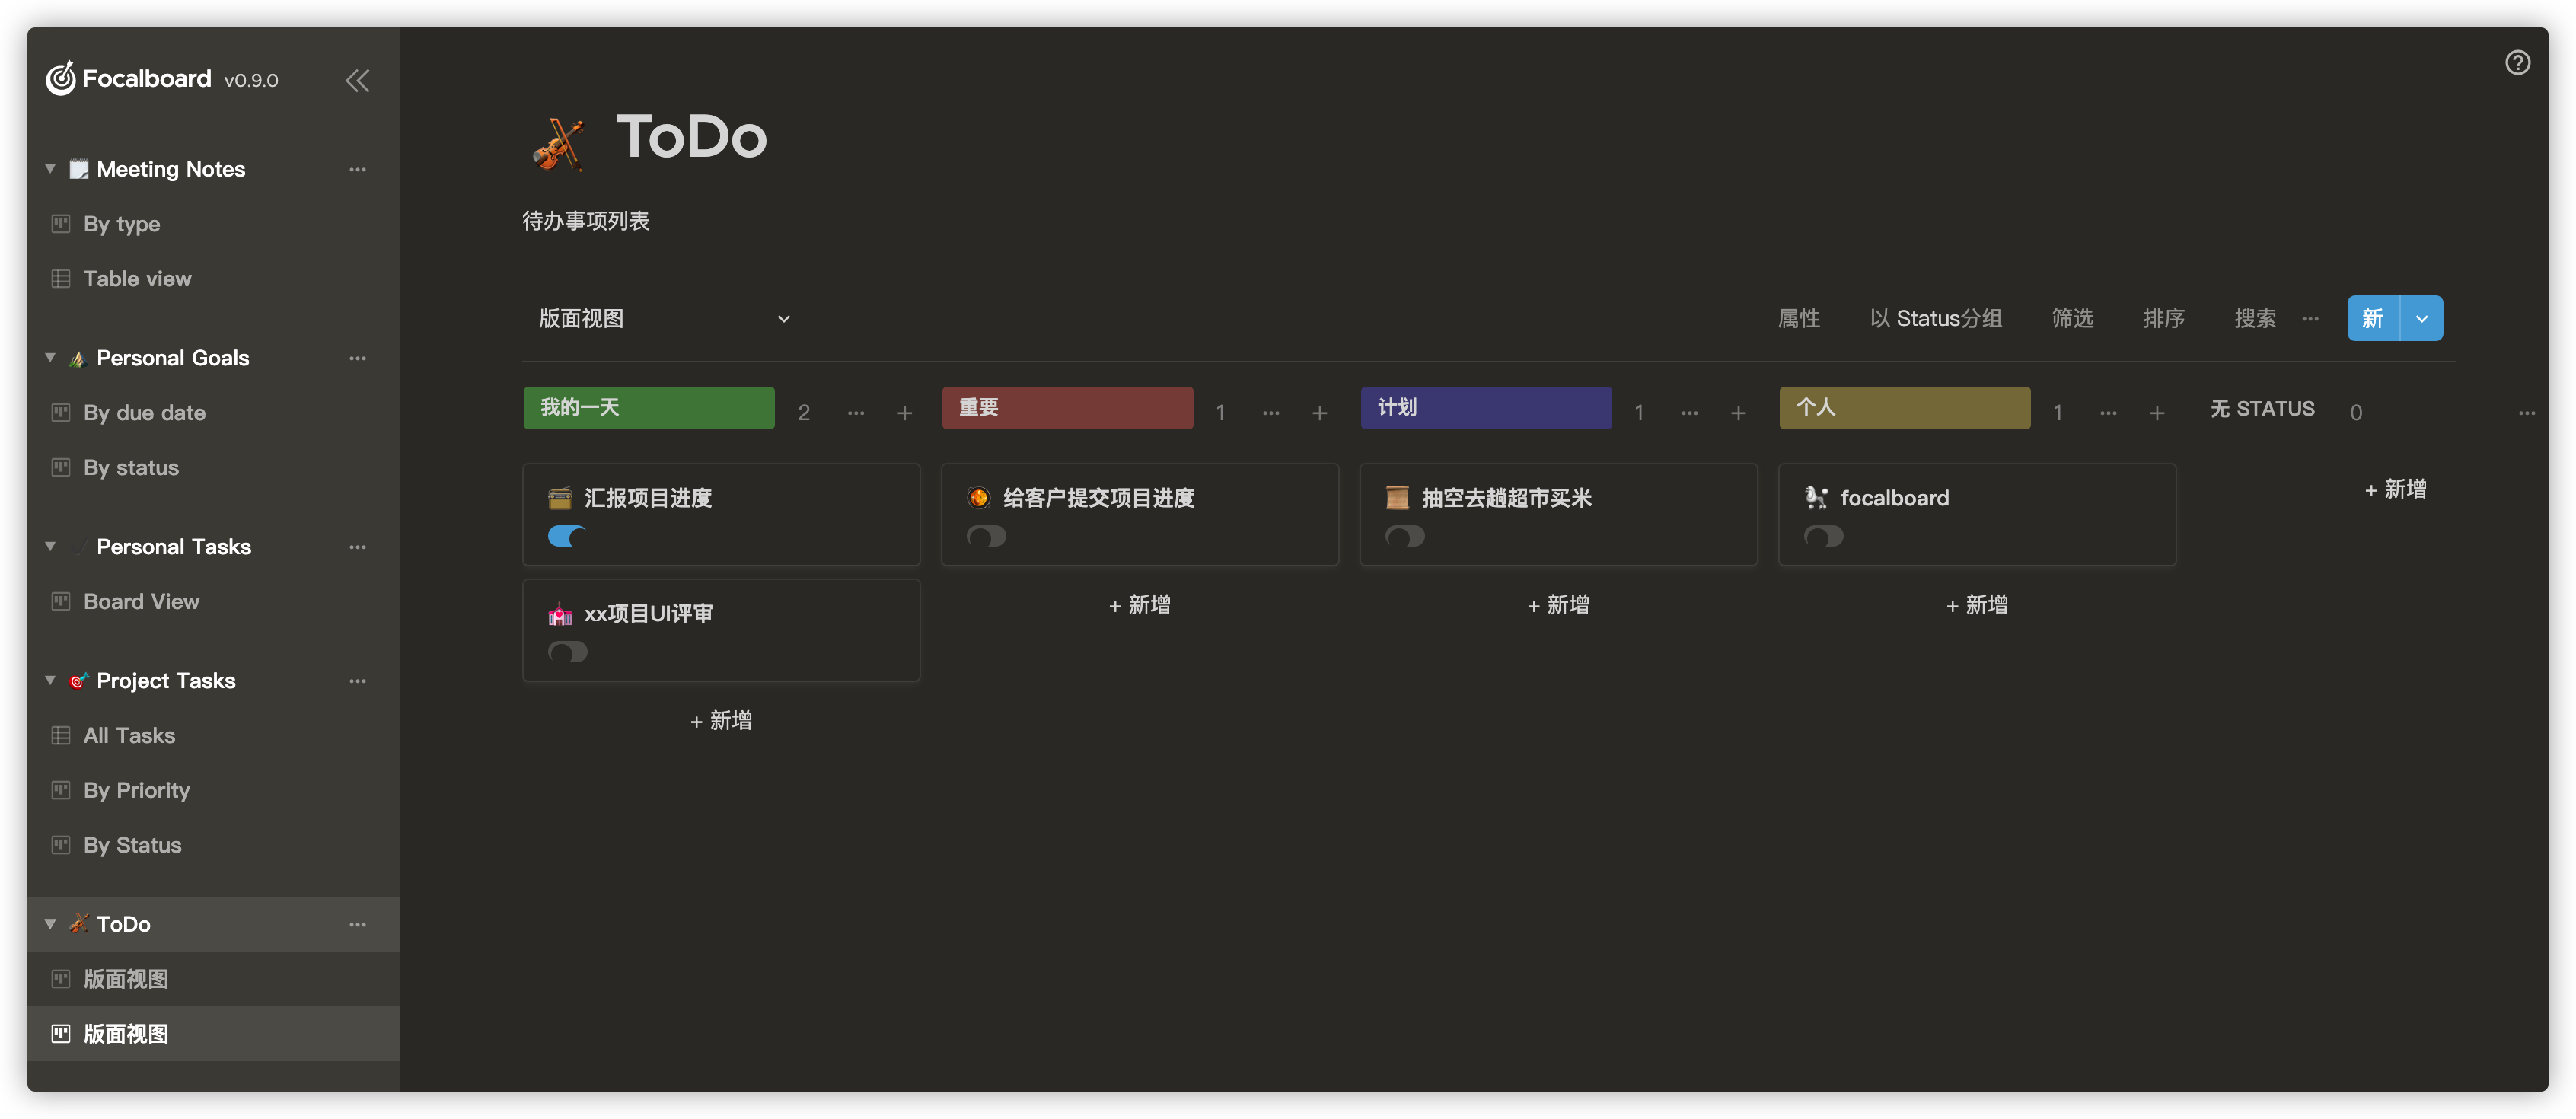 Focalboard v0.9.0
Meeting Notes
By type
Table view
Personal Goals
By due date
By status
Personal Tasks
Board View
Project Tasks
All Tasks
By Priority
By Status
ToDo
版面视图
版面视图
ToDo
待办事项列表
版面视图
属性 以 Status分组 筛选 排序 搜索 ··· 新
我的一天 2 ··· +
汇报项目进度
xx项目UI评审
+ 新增
重要 1 ··· +
给客户提交项目进度
+ 新增
计划 1 ··· +
抽空去趟超市买米
+ 新增
个人 1 ··· +
focalboard
+ 新增
无 STATUS 0 ···
+ 新增